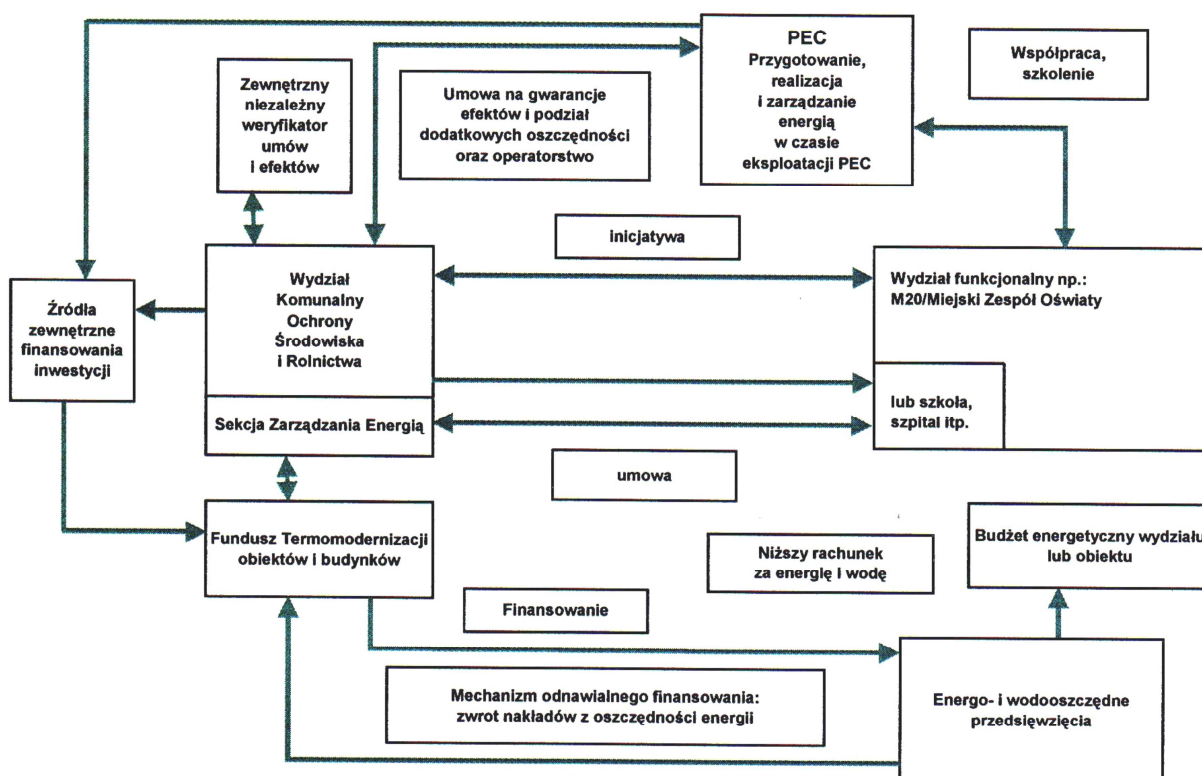 PEC
Przygotowanie,
realizacja
i zarządzanie
energią
w czasie
eksploatacji PEC
Współpraca,
szkolenie
Zewnętrzny
niezależny
weryfikator
umów
i efektów
Umowa na gwarancje
efektów i podział
dodatkowych oszczędności
oraz operatorstwo
inicjatywa
Wydział
Komunalny
Ochrony
Środowiska
i Rolnictwa
Wydział funkcjonalny np.:
M20/Miejski Zespół Oświaty
Źródła
zewnętrzne
finansowania
inwestycji
lub szkoła,
szpital itp.
Sekcja Zarządzania Energią
umowa
Fundusz Termomodernizacji
obiektów i budynków
Niższy rachunek
za energię i wodę
Budżet energetyczny wydziału
lub obiektu
Finansowanie
Mechanizm odnawialnego finansowania:
zwrot nakładów z oszczędności energii
Energo- i wodooszczędne
przedsięwzięcia